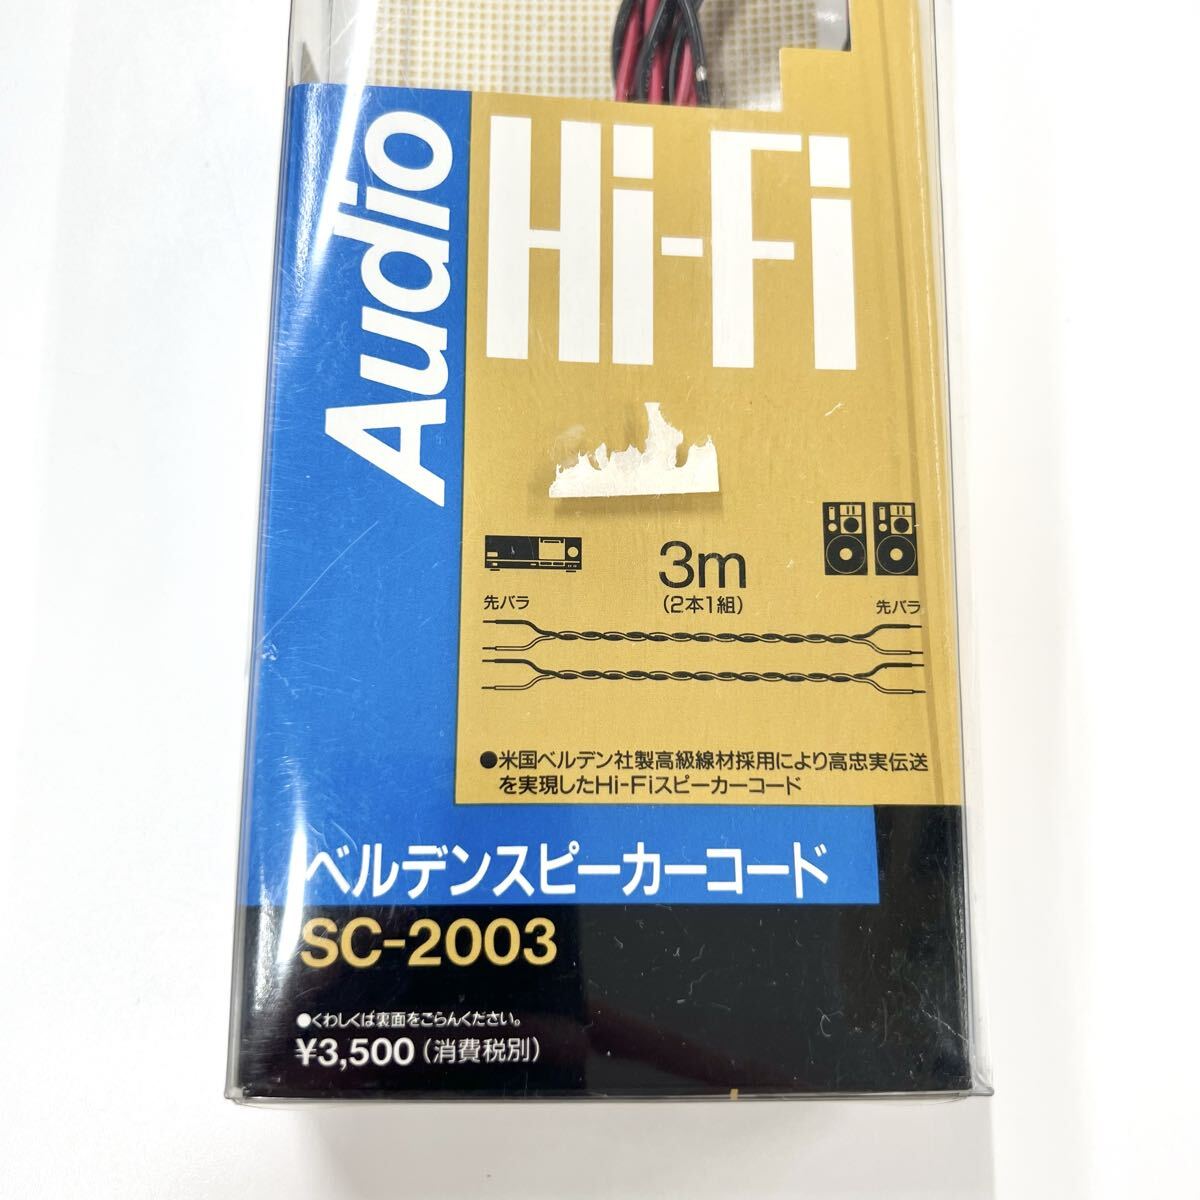 Audio
Hi-Fi
3m
(2本1組)
先バラ
先バラ
●米国ベルデン社製高級線材採用により高忠実伝送
を実現したHi-Fiスピーカーコード
ベルデンスピーカーコード
SC-2003
●くわしくは裏面をごらんください。
¥3,500(消費税別)